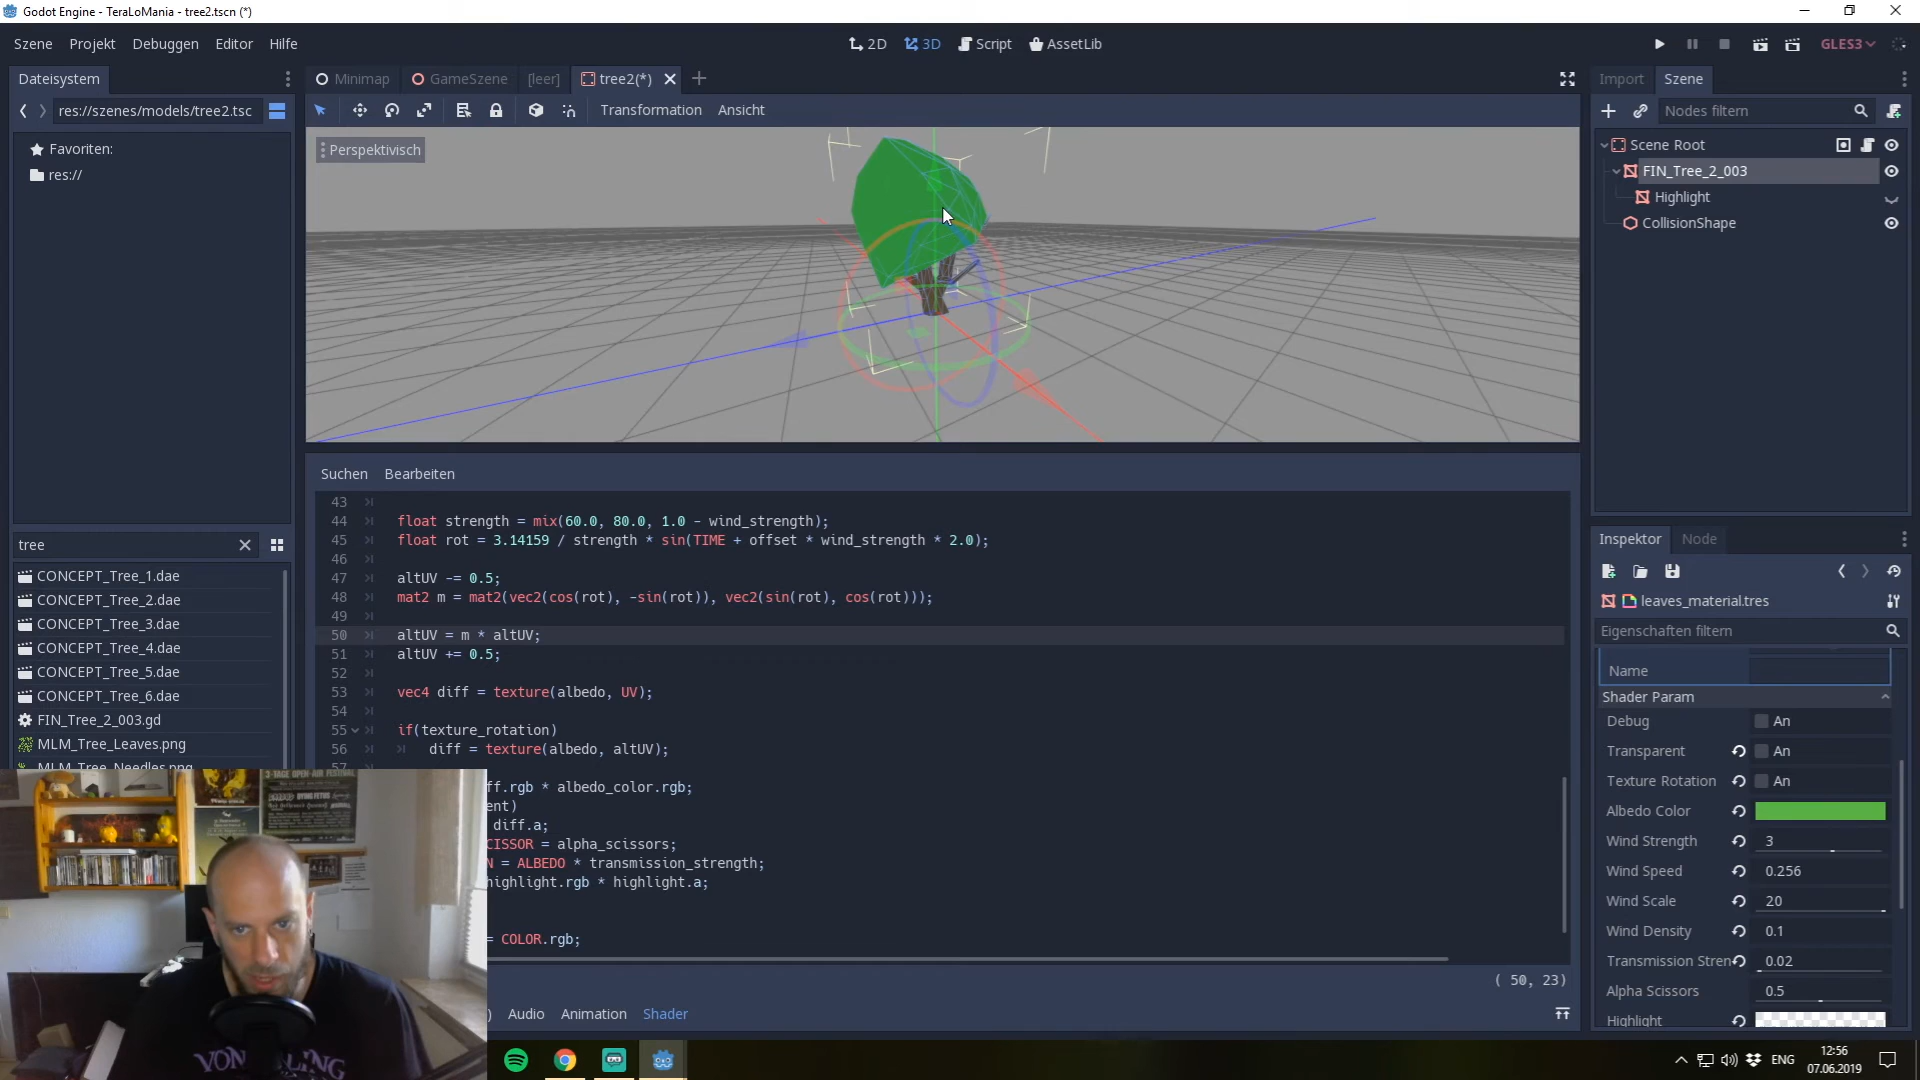 Godot Engine - TeraLoMania - tree2.tscn (*)
Szene Projekt Debuggen Editor Hilfe
2D 3D Script AssetLib
GLES3
Dateisystem
res://szenes/models/tree2.tsc
Favoriten:
res://
tree
CONCEPT_Tree_1.dae
CONCEPT_Tree_2.dae
CONCEPT_Tree_3.dae
CONCEPT_Tree_4.dae
CONCEPT_Tree_5.dae
CONCEPT_Tree_6.dae
FIN_Tree_2_003.gd
MLM_Tree_Leaves.png
MLM_Tree_Needles.png
Minimap GameSzene [leer] tree2(*)
Transformation Ansicht
Perspektivisch
Suchen Bearbeiten
43
44 float strength = mix(60.0, 80.0, 1.0 - wind_strength);
45 float rot = 3.14159 / strength * sin(TIME + offset * wind_strength * 2.0);
46
47 altUV -= 0.5;
48 mat2 m = mat2(vec2(cos(rot), -sin(rot)), vec2(sin(rot), cos(rot)));
49
50 altUV = m * altUV;
51 altUV += 0.5;
52
53 vec4 diff = texture(albedo, UV);
54
55 if(texture_rotation)
56 diff = texture(albedo, altUV);
57
ff.rgb * albedo_color.rgb;
ent)
diff.a;
CISSOR = alpha_scissors;
N = ALBEDO * transmission_strength;
highlight.rgb * highlight.a;
= COLOR.rgb;
( 50, 23)
) Audio Animation Shader
Import Szene
Nodes filtern
Scene Root
FIN_Tree_2_003
Highlight
CollisionShape
Inspektor Node
leaves_material.tres
Eigenschaften filtern
Name
Shader Param
Debug An
Transparent An
Texture Rotation An
Albedo Color
Wind Strength 3
Wind Speed 0.256
Wind Scale 20
Wind Density 0.1
Transmission Stren 0.02
Alpha Scissors 0.5
Highlight
ENG
12:56
07.06.2019